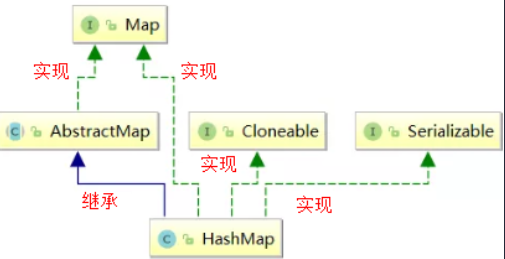 I Map
实现 实现
C AbstractMap I Cloneable I Serializable
实现
继承 实现
C HashMap